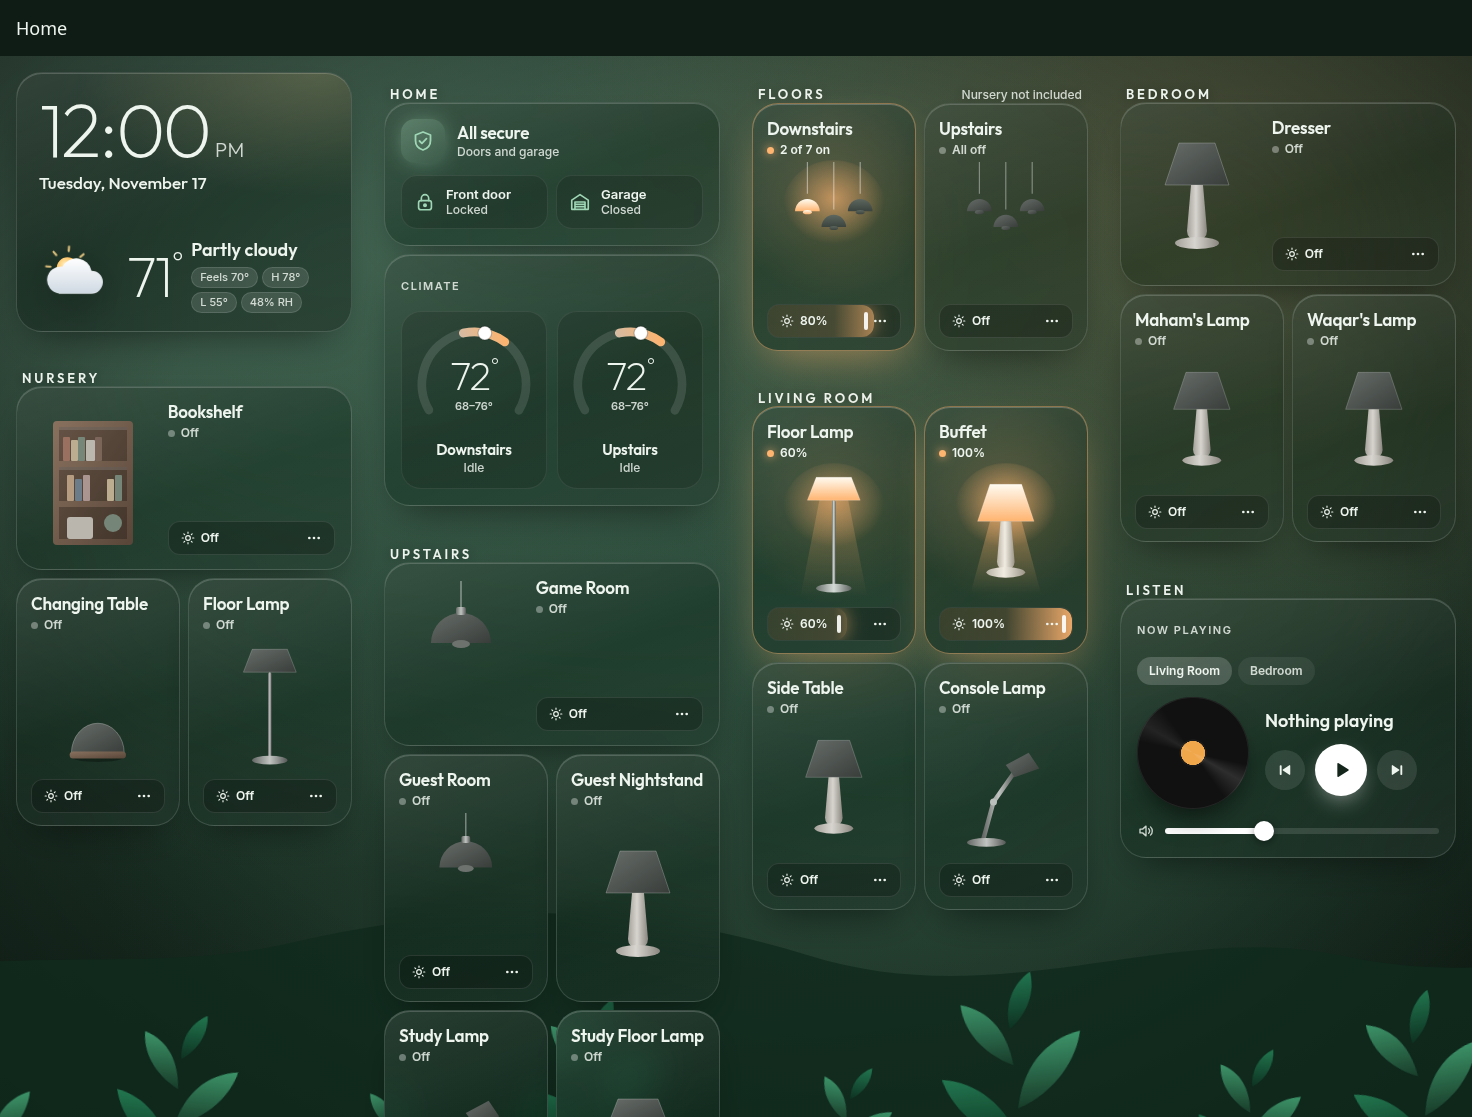 Home
12:00 PM
Tuesday, November 17
71°
Partly cloudy
Feels 70°
H 78°
L 55°
48% RH
NURSERY
Bookshelf
Off
Off
Changing Table
Off
Off
Floor Lamp
Off
Off
HOME
All secure
Doors and garage
Front door
Locked
Garage
Closed
CLIMATE
72°
68–76°
Downstairs
Idle
72°
68–76°
Upstairs
Idle
UPSTAIRS
Game Room
Off
Off
Guest Room
Off
Off
Guest Nightstand
Off
Study Lamp
Off
Study Floor Lamp
Off
FLOORS
Nursery not included
Downstairs
2 of 7 on
80%
Upstairs
All off
Off
LIVING ROOM
Floor Lamp
60%
60%
Buffet
100%
100%
Side Table
Off
Off
Console Lamp
Off
Off
BEDROOM
Dresser
Off
Off
Maham's Lamp
Off
Off
Waqar's Lamp
Off
Off
LISTEN
NOW PLAYING
Living Room
Bedroom
Nothing playing